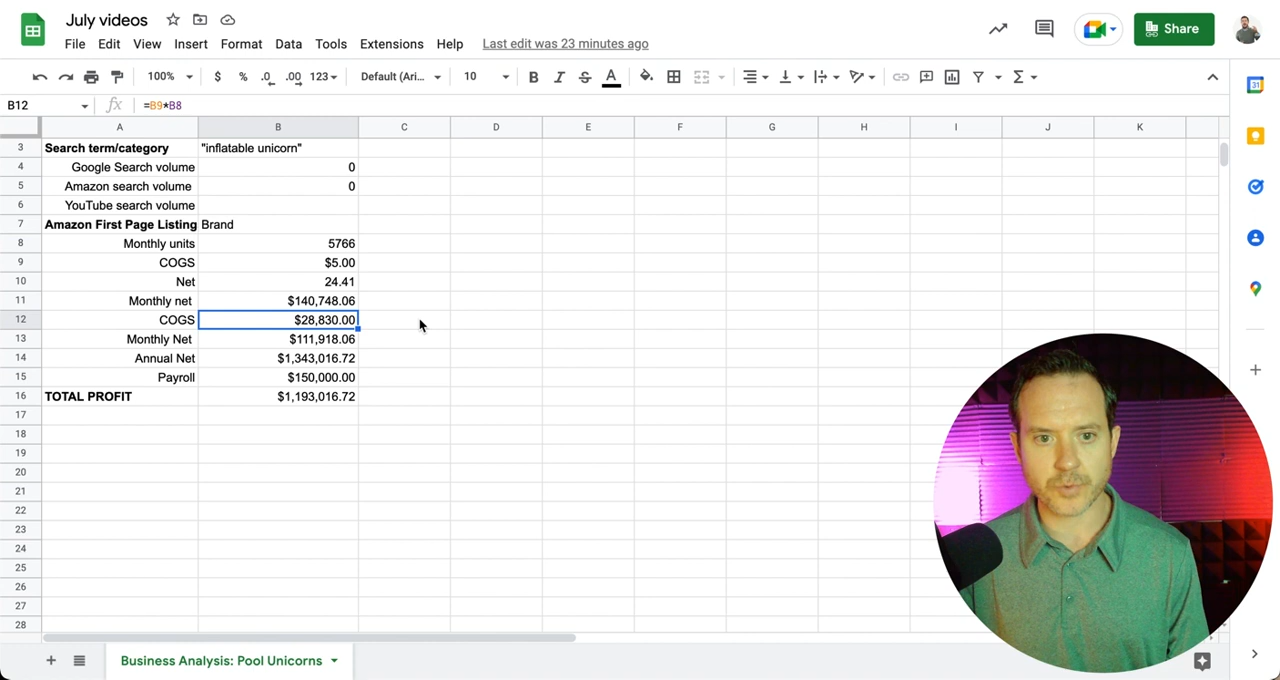 July videos
File Edit View Insert Format Data Tools Extensions Help Last edit was 23 minutes ago
Share
100% $ % .0 .00 123 Default (Ari... 10 B I S A
B12 fx =B9*B8
A B C D E F G H I J K
3 Search term/category "inflatable unicorn"
4 Google Search volume 0
5 Amazon search volume 0
6 YouTube search volume
7 Amazon First Page Listing Brand
8 Monthly units 5766
9 COGS $5.00
10 Net 24.41
11 Monthly net $140,748.06
12 COGS $28,830.00
13 Monthly Net $111,918.06
14 Annual Net $1,343,016.72
15 Payroll $150,000.00
16 TOTAL PROFIT $1,193,016.72
17
18
19
20
21
22
23
24
25
26
27
28
Business Analysis: Pool Unicorns
31